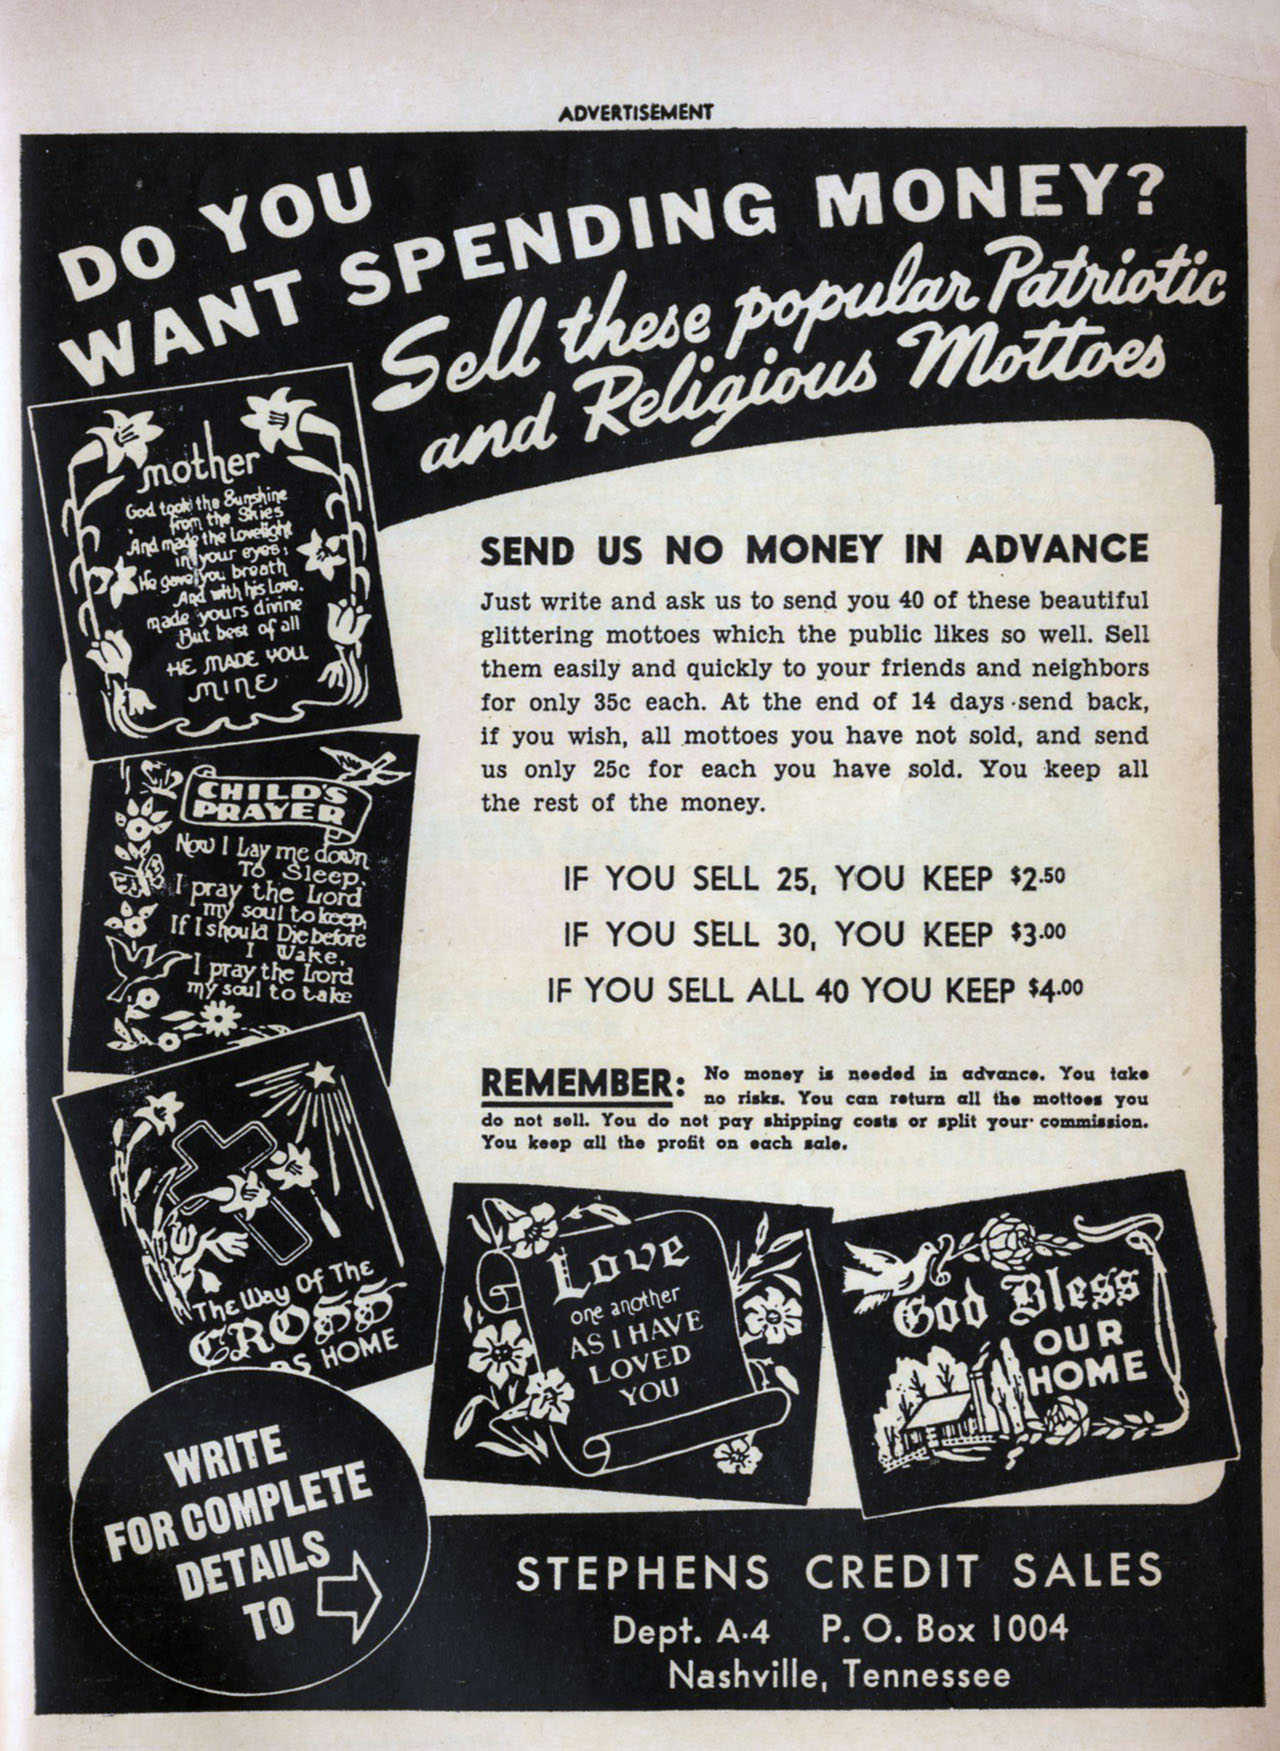 ADVERTISEMENT
DO YOU
WANT SPENDING MONEY?
Sell these popular Patriotic
and Religious Mottoes
mother
God took the Sunshine
from the Skies
And made the Lovelight
in your eyes;
He gave you breath
And with his Love.
made yours divine
But best of all
HE MADE YOU
MINE
CHILD'S
PRAYER
Now I Lay me down
To Sleep,
I pray the Lord
my soul to keep,
If I should Die before
I Wake,
I pray the Lord
my soul to take
The Way Of The
CROSS
DS HOME
SEND US NO MONEY IN ADVANCE
Just write and ask us to send you 40 of these beautiful
glittering mottoes which the public likes so well. Sell
them easily and quickly to your friends and neighbors
for only 35c each. At the end of 14 days send back,
if you wish, all mottoes you have not sold, and send
us only 25c for each you have sold. You keep all
the rest of the money.
IF YOU SELL 25, YOU KEEP $2.50
IF YOU SELL 30, YOU KEEP $3.00
IF YOU SELL ALL 40 YOU KEEP $4.00
REMEMBER: No money is needed in advance. You take
no risks. You can return all the mottoes you
do not sell. You do not pay shipping costs or split your commission.
You keep all the profit on each sale.
Love
one another
AS I HAVE
LOVED
YOU
God Bless
OUR
HOME
WRITE
FOR COMPLETE
DETAILS
TO
STEPHENS CREDIT SALES
Dept. A-4 P. O. Box 1004
Nashville, Tennessee